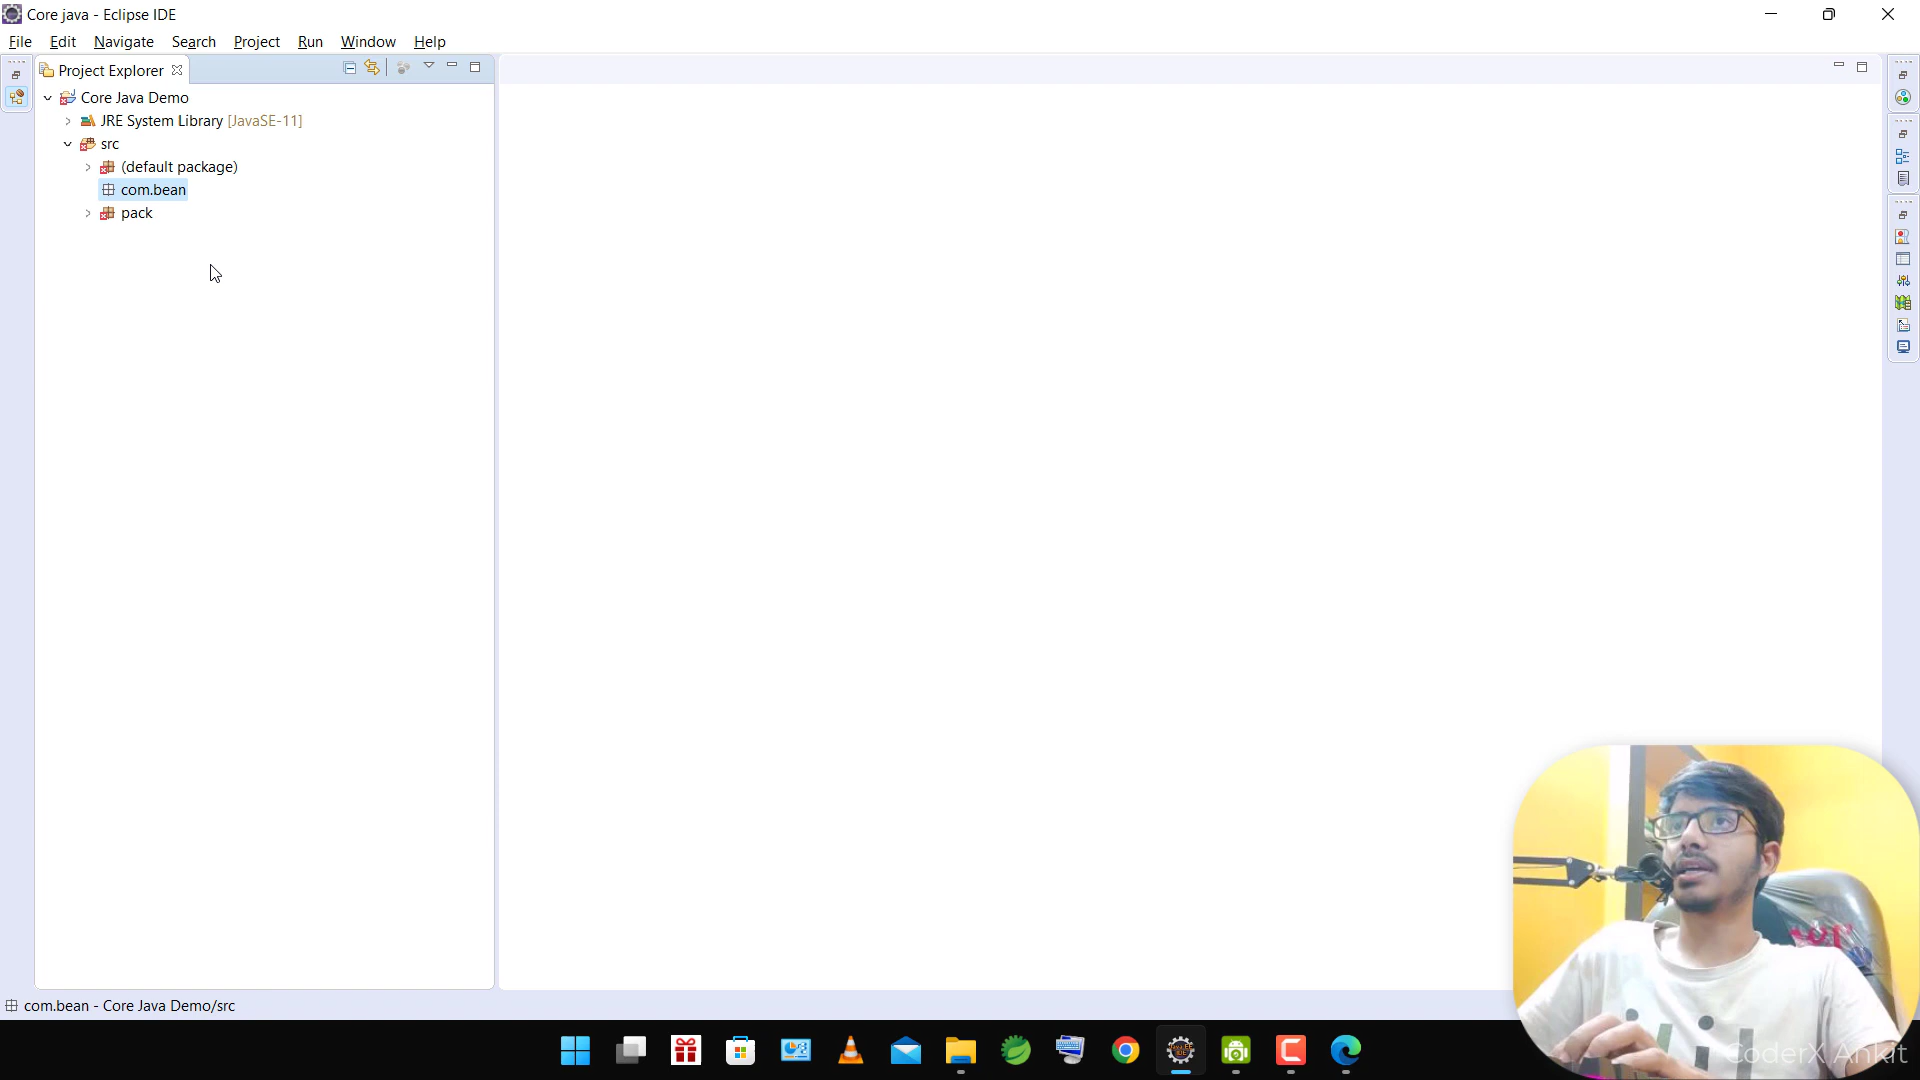 Core java - Eclipse IDE
File Edit Navigate Search Project Run Window Help
Project Explorer
Core Java Demo
JRE System Library [JavaSE-11]
src
(default package)
com.bean
pack
com.bean - Core Java Demo/src
CoderX Ankit